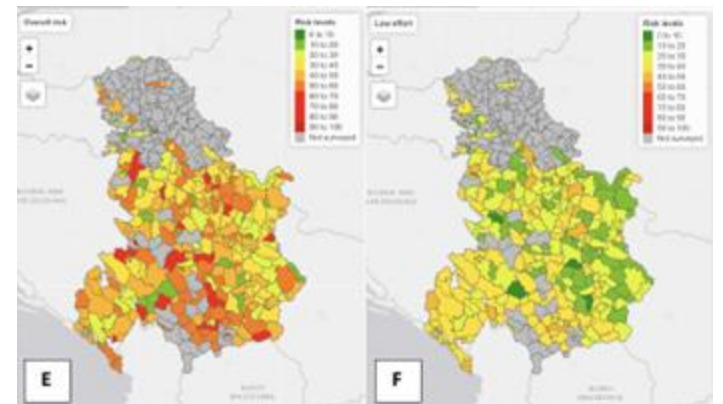 Overall risk
+
−
Risk levels
0 to 10
10 to 20
20 to 30
30 to 40
40 to 50
50 to 60
60 to 70
70 to 80
80 to 90
90 to 100
Not surveyed
E
Low effort
+
−
Risk levels
0 to 10
10 to 20
20 to 30
30 to 40
40 to 50
50 to 60
60 to 70
70 to 80
80 to 90
90 to 100
Not surveyed
F